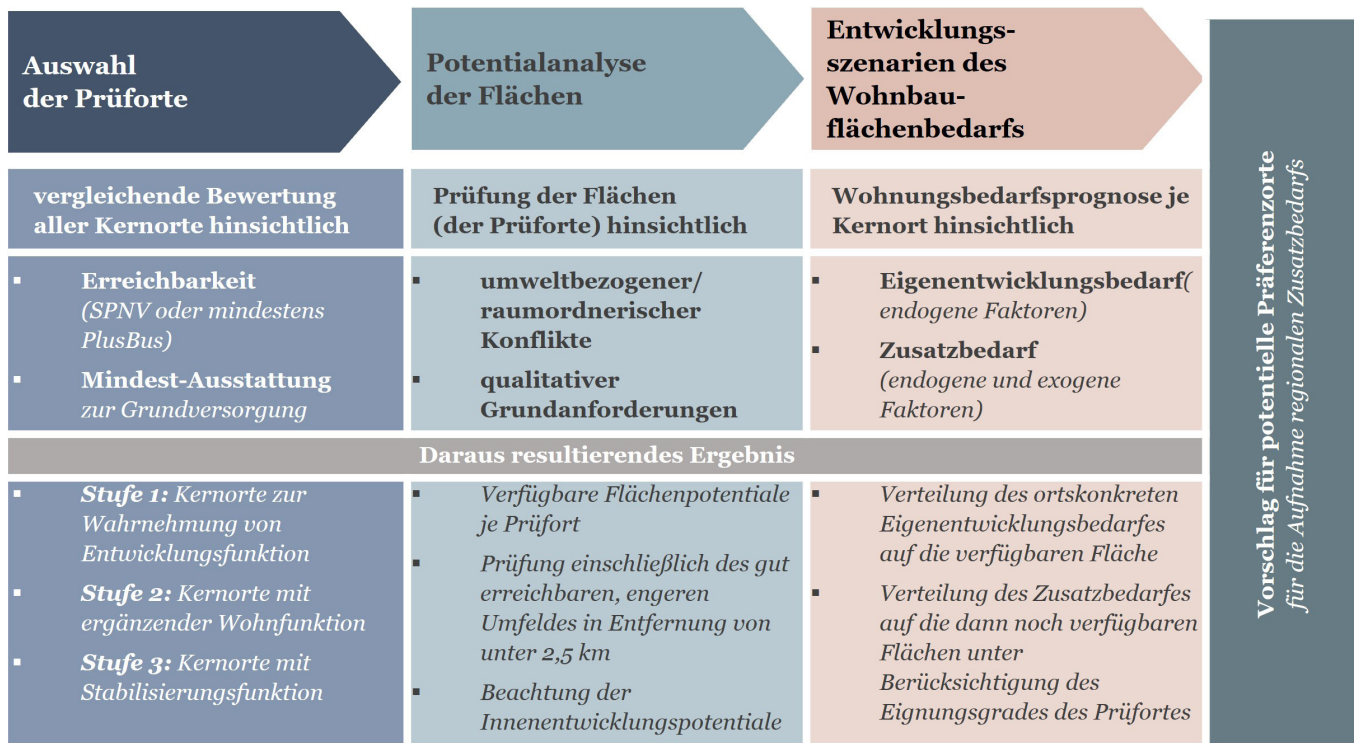 Auswahl
der Prüforte
Potentialanalyse
der Flächen
Entwicklungs-
szenarien des
Wohnbau-
flächenbedarfs
vergleichende Bewertung
aller Kernorte hinsichtlich
Prüfung der Flächen
(der Prüforte) hinsichtlich
Wohnungsbedarfsprognose je
Kernort hinsichtlich
▪ Erreichbarkeit
(SPNV oder mindestens
PlusBus)
▪ Mindest-Ausstattung
zur Grundversorgung
▪ umweltbezogener/
raumordnerischer
Konflikte
▪ qualitativer
Grundanforderungen
▪ Eigenentwicklungsbedarf(
endogene Faktoren)
▪ Zusatzbedarf
(endogene und exogene
Faktoren)
Daraus resultierendes Ergebnis
▪ Stufe 1: Kernorte zur
Wahrnehmung von
Entwicklungsfunktion
▪ Stufe 2: Kernorte mit
ergänzender Wohnfunktion
▪ Stufe 3: Kernorte mit
Stabilisierungsfunktion
▪ Verfügbare Flächenpotentiale
je Prüfort
▪ Prüfung einschließlich des gut
erreichbaren, engeren
Umfeldes in Entfernung von
unter 2,5 km
▪ Beachtung der
Innenentwicklungspotentiale
▪ Verteilung des ortskonkreten
Eigenentwicklungsbedarfes
auf die verfügbaren Fläche
▪ Verteilung des Zusatzbedarfes
auf die dann noch verfügbaren
Flächen unter
Berücksichtigung des
Eignungsgrades des Prüfortes
Vorschlag für potentielle Präferenzorte
für die Aufnahme regionalen Zusatzbedarfs